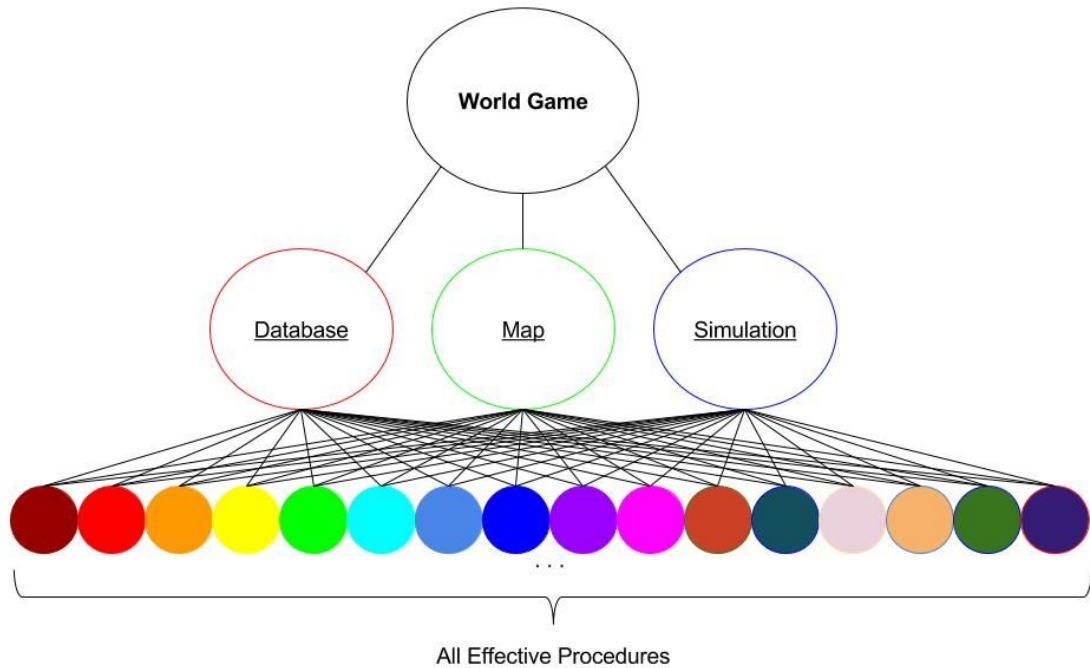 World Game
Database
Map
Simulation
. . .
All Effective Procedures